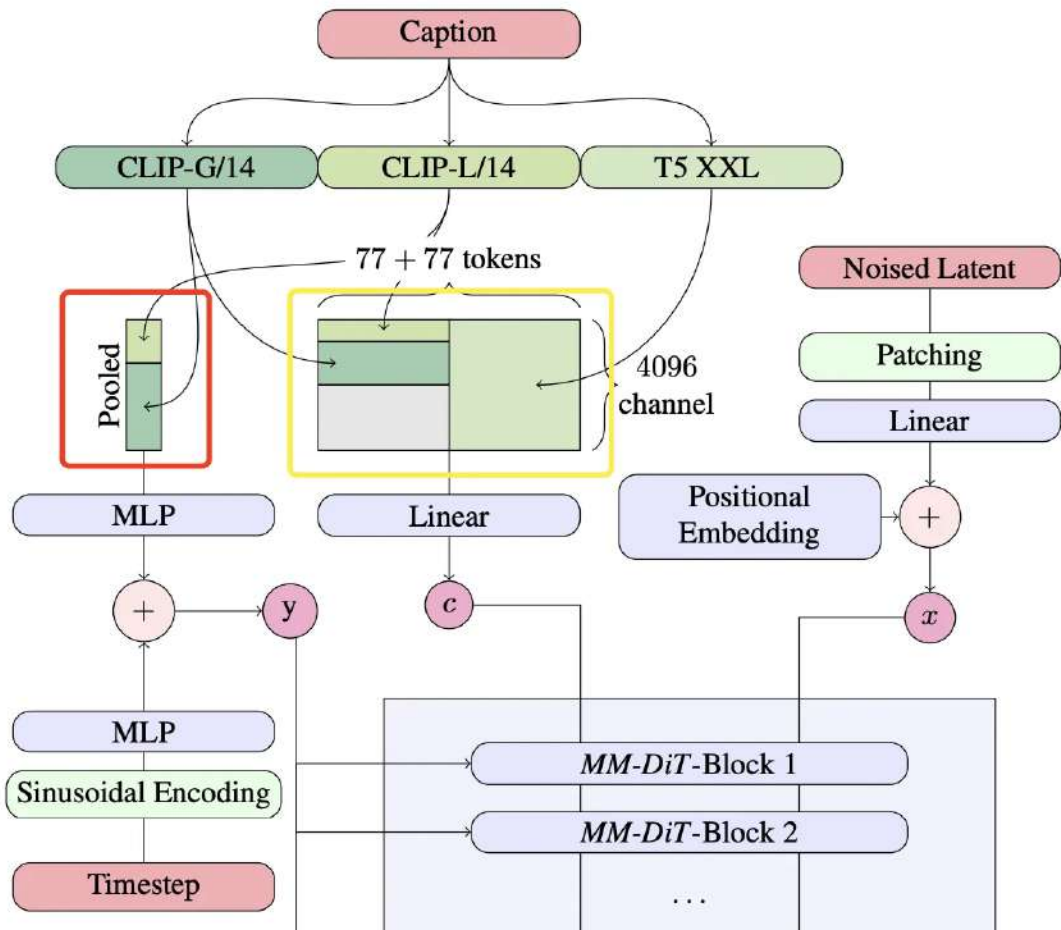 Caption
CLIP-G/14
CLIP-L/14
T5 XXL
77 + 77 tokens
Noised Latent
Pooled
4096
channel
Patching
Linear
MLP
Linear
Positional
Embedding
+
+
y
c
x
MLP
Sinusoidal Encoding
Timestep
MM-DiT-Block 1
MM-DiT-Block 2
...